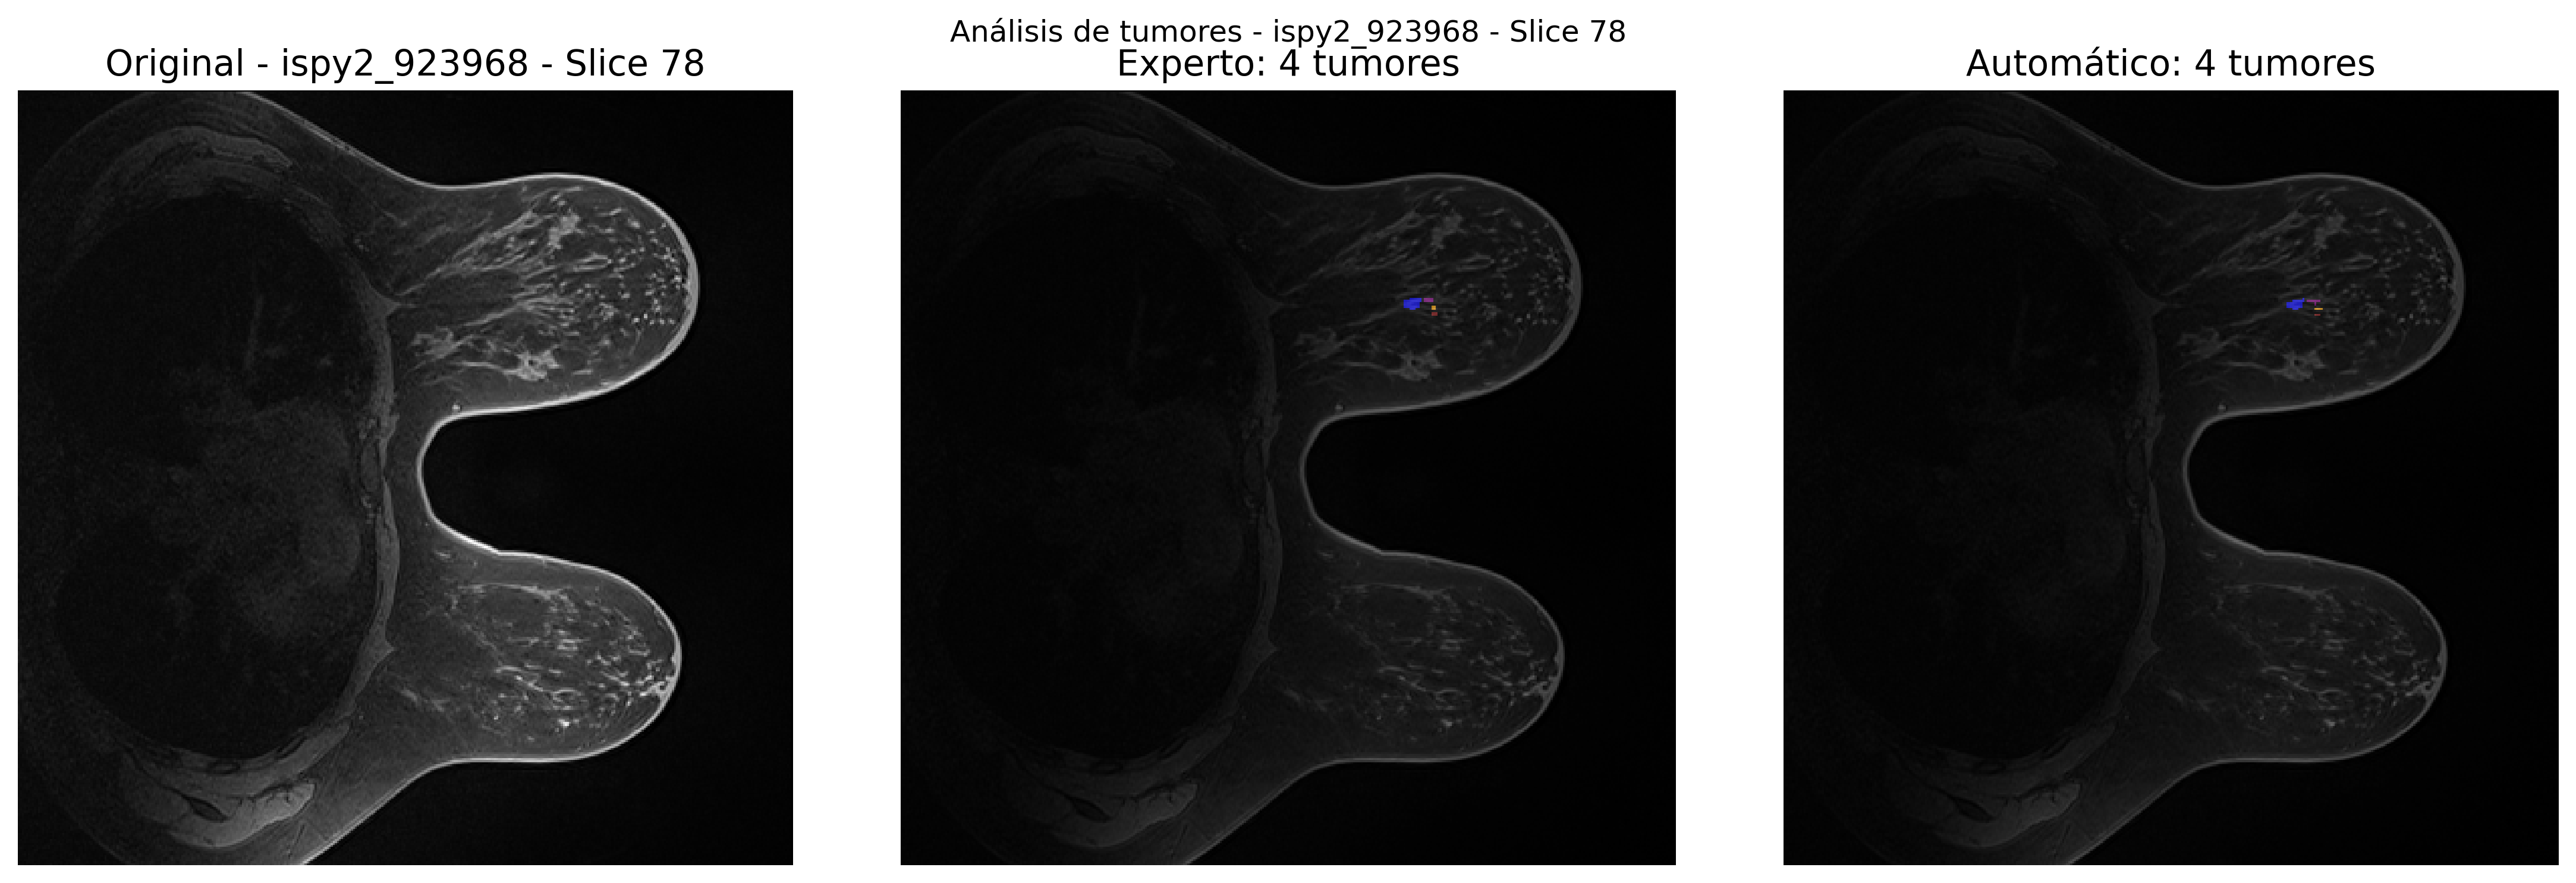 Análisis de tumores - ispy2_923968 - Slice 78
Original - ispy2_923968 - Slice 78
Experto: 4 tumores
Automático: 4 tumores